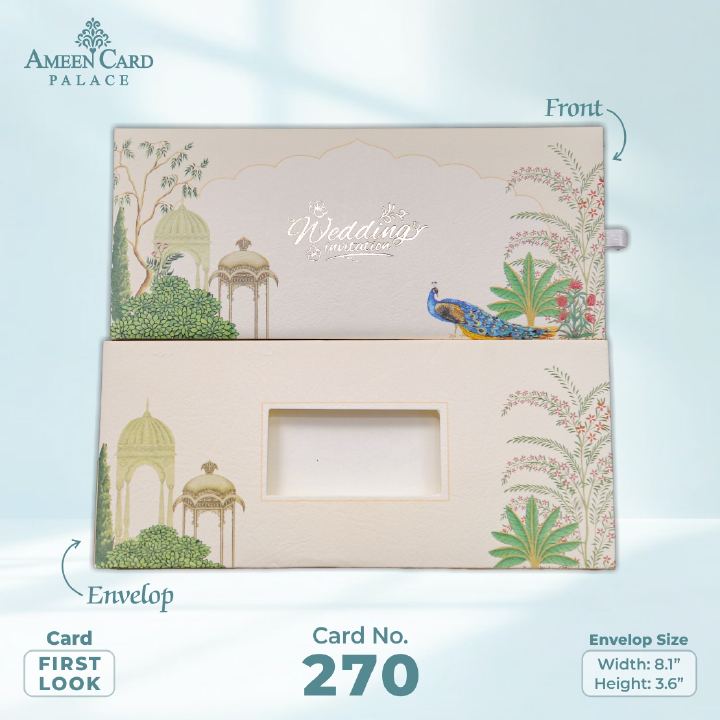 AMEEN CARD
PALACE
Front
Wedding
invitation
Envelop
Card
FIRST
LOOK
Card No.
270
Envelop Size
Width: 8.1”
Height: 3.6”